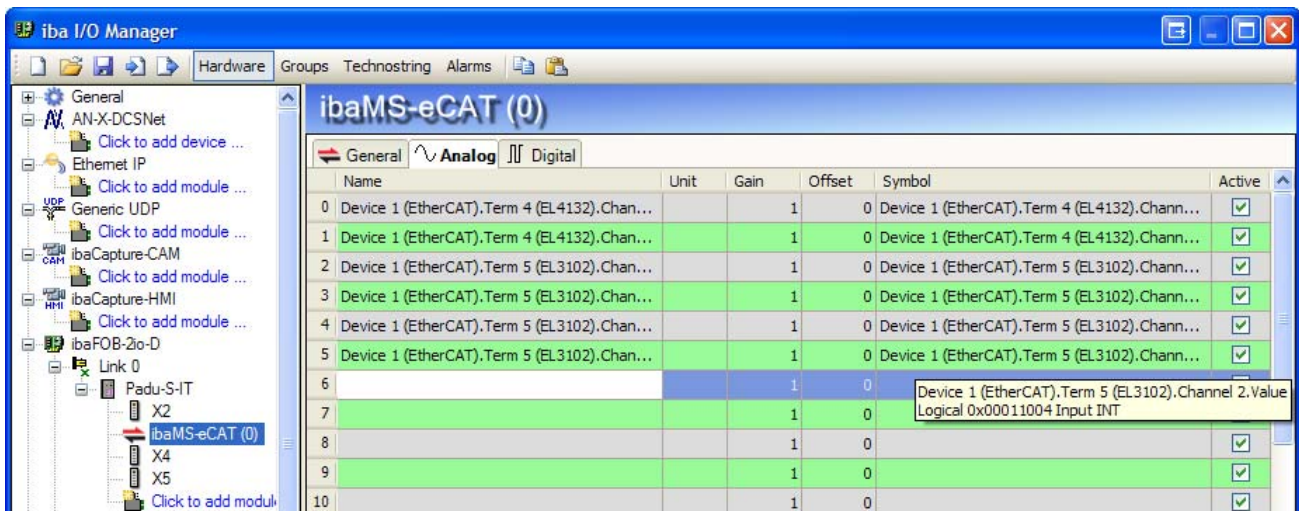 iba I/O Manager
Hardware Groups Technostring Alarms
General
AN-X-DCSNet
Click to add device ...
Ethernet IP
Click to add module ...
UDP Generic UDP
Click to add module ...
CAM ibaCapture-CAM
Click to add module ...
HMI ibaCapture-HMI
Click to add module ...
ibaFOB-2io-D
Link 0
Padu-S-IT
X2
ibaMS-eCAT (0)
X4
X5
Click to add modul
ibaMS-eCAT (0)
General Analog Digital
Name Unit Gain Offset Symbol Active
0 Device 1 (EtherCAT).Term 4 (EL4132).Chan... 1 0 Device 1 (EtherCAT).Term 4 (EL4132).Chann...
1 Device 1 (EtherCAT).Term 4 (EL4132).Chan... 1 0 Device 1 (EtherCAT).Term 4 (EL4132).Chann...
2 Device 1 (EtherCAT).Term 5 (EL3102).Chan... 1 0 Device 1 (EtherCAT).Term 5 (EL3102).Chann...
3 Device 1 (EtherCAT).Term 5 (EL3102).Chan... 1 0 Device 1 (EtherCAT).Term 5 (EL3102).Chann...
4 Device 1 (EtherCAT).Term 5 (EL3102).Chan... 1 0 Device 1 (EtherCAT).Term 5 (EL3102).Chann...
5 Device 1 (EtherCAT).Term 5 (EL3102).Chan... 1 0 Device 1 (EtherCAT).Term 5 (EL3102).Chann...
6 1 0
Device 1 (EtherCAT).Term 5 (EL3102).Channel 2.Value
Logical 0x00011004 Input INT
7 1 0
8 1 0
9 1 0
10 1 0